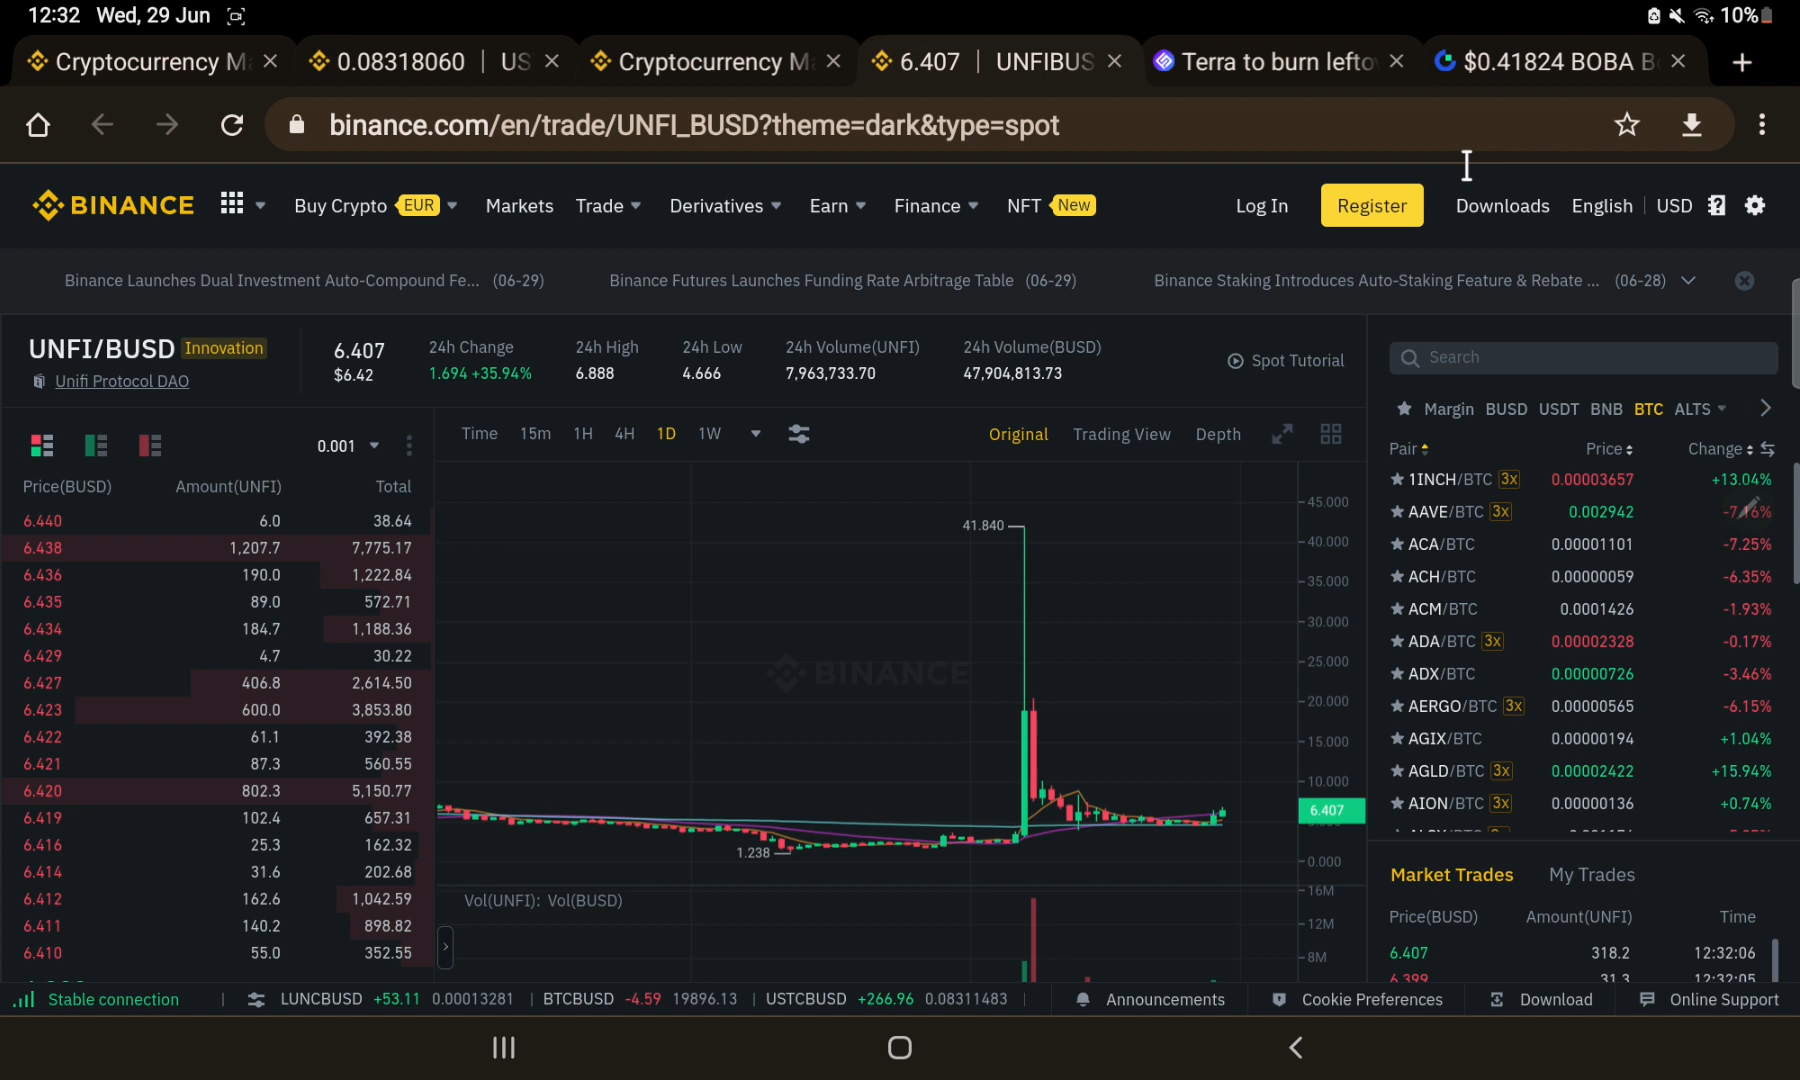 12:32 Wed, 29 Jun
10%
Cryptocurrency M
0.08318060 | US
Cryptocurrency M
6.407 | UNFIBUS
Terra to burn lefto
$0.41824 BOBA B
binance.com/en/trade/UNFI_BUSD?theme=dark&type=spot
BINANCE
Buy Crypto EUR
Markets
Trade
Derivatives
Earn
Finance
NFT New
Log In
Register
Downloads
English
USD
Binance Launches Dual Investment Auto-Compound Fe... (06-29)
Binance Futures Launches Funding Rate Arbitrage Table (06-29)
Binance Staking Introduces Auto-Staking Feature & Rebate ... (06-28)
UNFI/BUSD Innovation
Unifi Protocol DAO
6.407
$6.42
24h Change
1.694 +35.94%
24h High
6.888
24h Low
4.666
24h Volume(UNFI)
7,963,733.70
24h Volume(BUSD)
47,904,813.73
Spot Tutorial
0.001
Price(BUSD) Amount(UNFI) Total
6.440 6.0 38.64
6.438 1,207.7 7,775.17
6.436 190.0 1,222.84
6.435 89.0 572.71
6.434 184.7 1,188.36
6.429 4.7 30.22
6.427 406.8 2,614.50
6.423 600.0 3,853.80
6.422 61.1 392.38
6.421 87.3 560.55
6.420 802.3 5,150.77
6.419 102.4 657.31
6.416 25.3 162.32
6.414 31.6 202.68
6.412 162.6 1,042.59
6.411 140.2 898.82
6.410 55.0 352.55
Time 15m 1H 4H 1D 1W
Original Trading View Depth
45.000
41.840
40.000
35.000
30.000
25.000
BINANCE
20.000
15.000
10.000
6.407
1.238
0.000
Vol(UNFI): Vol(BUSD)
16M
12M
8M
Search
Margin BUSD USDT BNB BTC ALTS
Pair Price Change
1INCH/BTC 3x 0.00003657 +13.04%
AAVE/BTC 3x 0.002942 -7.16%
ACA/BTC 0.00001101 -7.25%
ACH/BTC 0.00000059 -6.35%
ACM/BTC 0.0001426 -1.93%
ADA/BTC 3x 0.00002328 -0.17%
ADX/BTC 0.00000726 -3.46%
AERGO/BTC 3x 0.00000565 -6.15%
AGIX/BTC 0.00000194 +1.04%
AGLD/BTC 3x 0.00002422 +15.94%
AION/BTC 3x 0.00000136 +0.74%
Market Trades My Trades
Price(BUSD) Amount(UNFI) Time
6.407 318.2 12:32:06
6.399 31.3 12:32:05
Stable connection
LUNCBUSD +53.11 0.00013281
BTCBUSD -4.59 19896.13
USTCBUSD +266.96 0.08311483
Announcements
Cookie Preferences
Download
Online Support